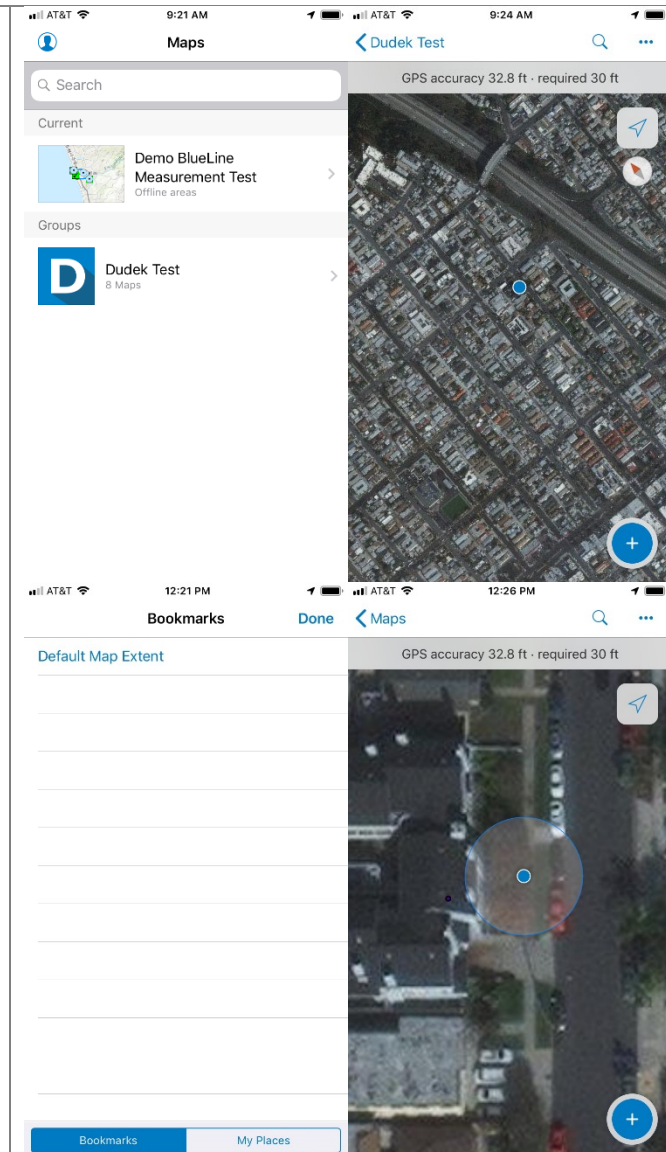 AT&T 9:21 AM
Maps
Search
Current
Demo BlueLine
Measurement Test
Offline areas
Groups
D
Dudek Test
8 Maps
AT&T 9:24 AM
Dudek Test
GPS accuracy 32.8 ft · required 30 ft
AT&T 12:21 PM
Bookmarks Done
Default Map Extent
Bookmarks My Places
AT&T 12:26 PM
Maps
GPS accuracy 32.8 ft · required 30 ft